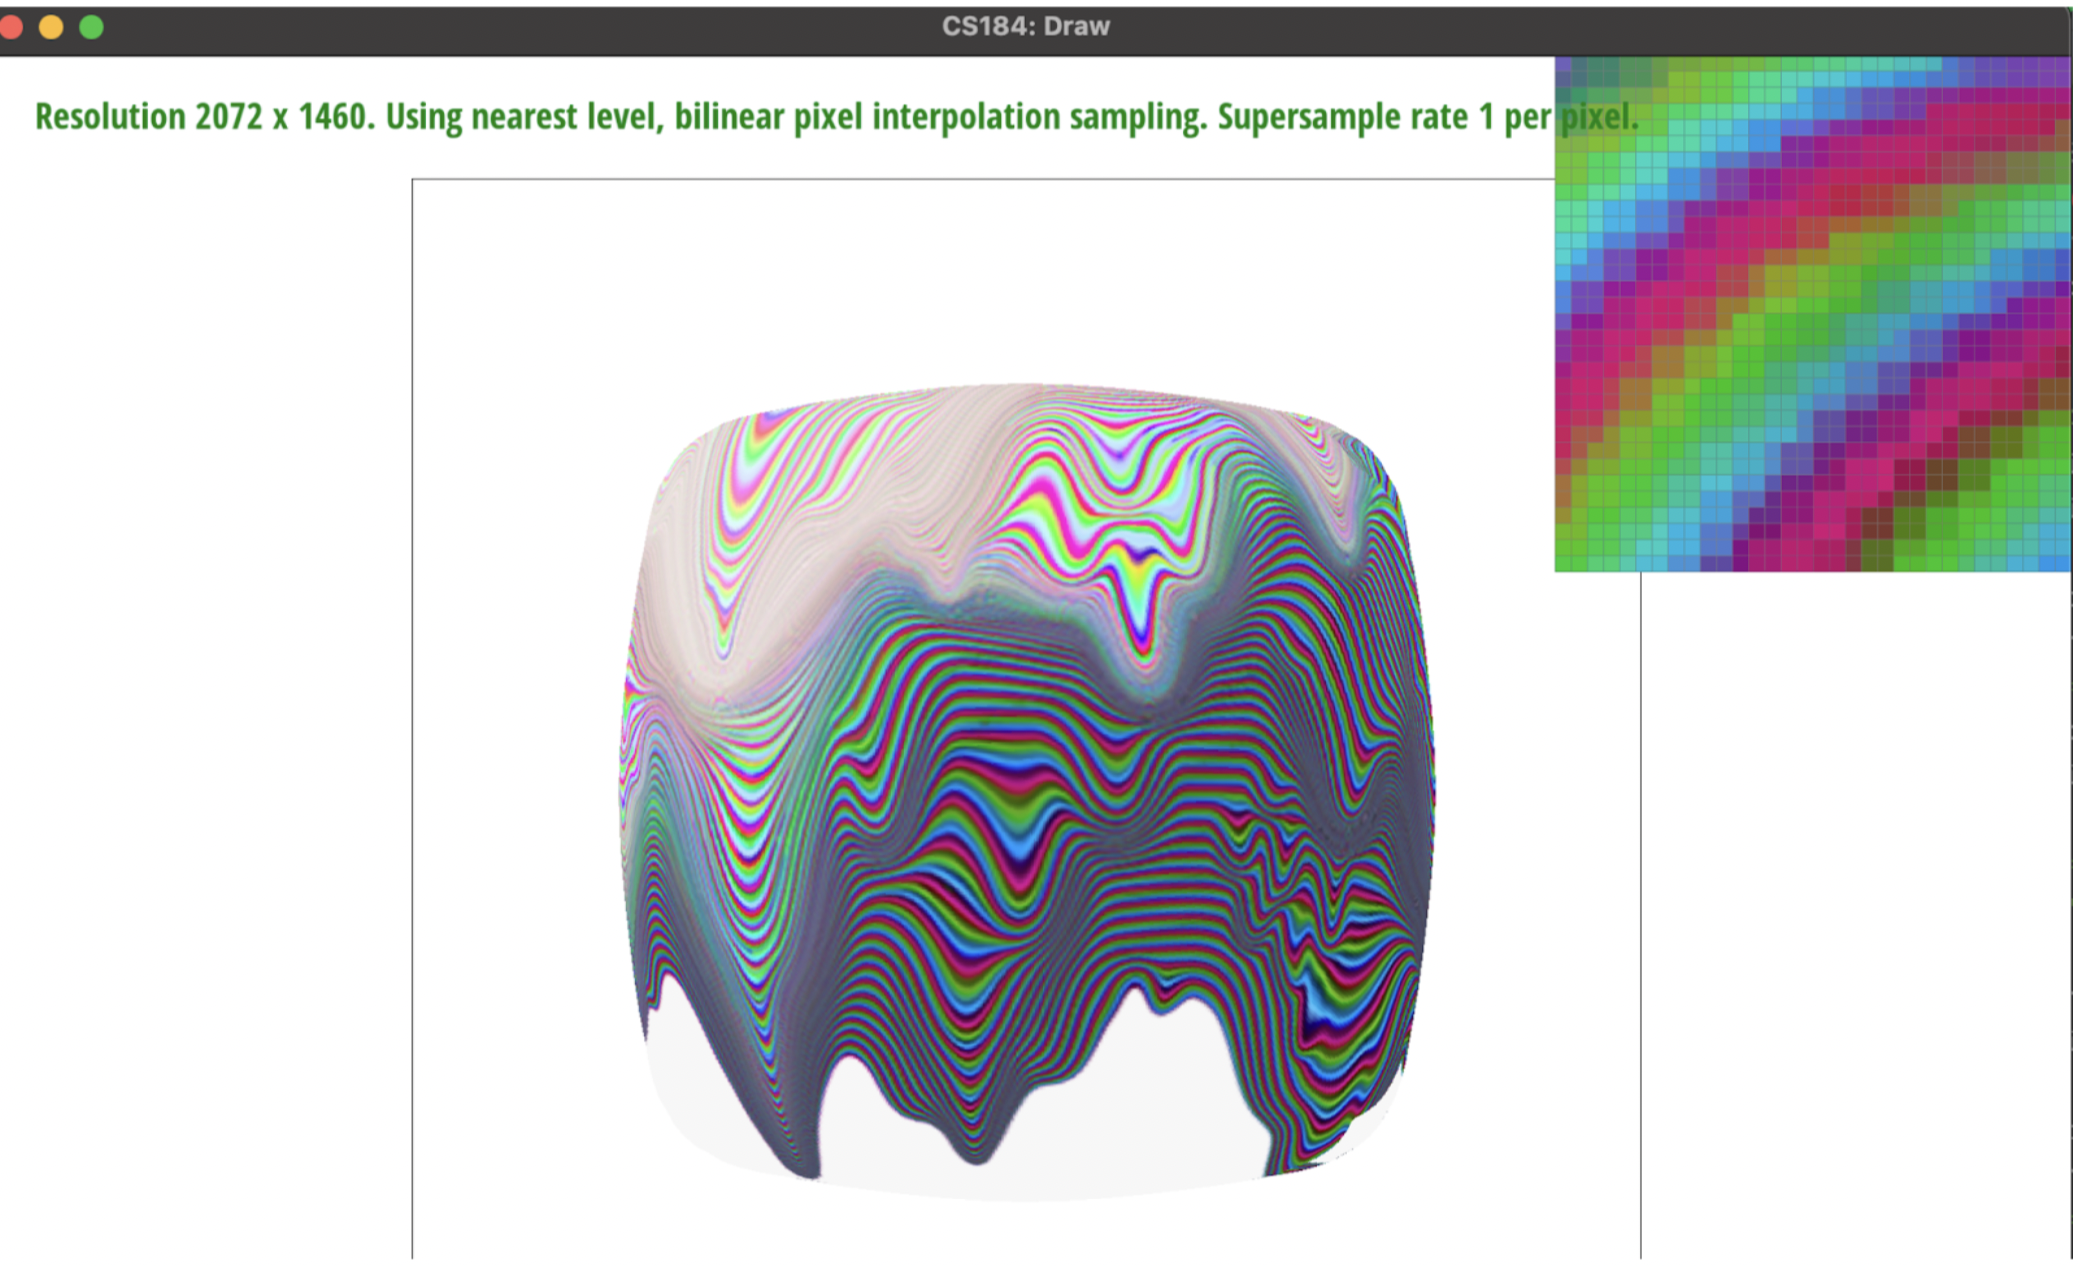 CS184: Draw
Resolution 2072 x 1460. Using nearest level, bilinear pixel interpolation sampling. Supersample rate 1 per pixel.